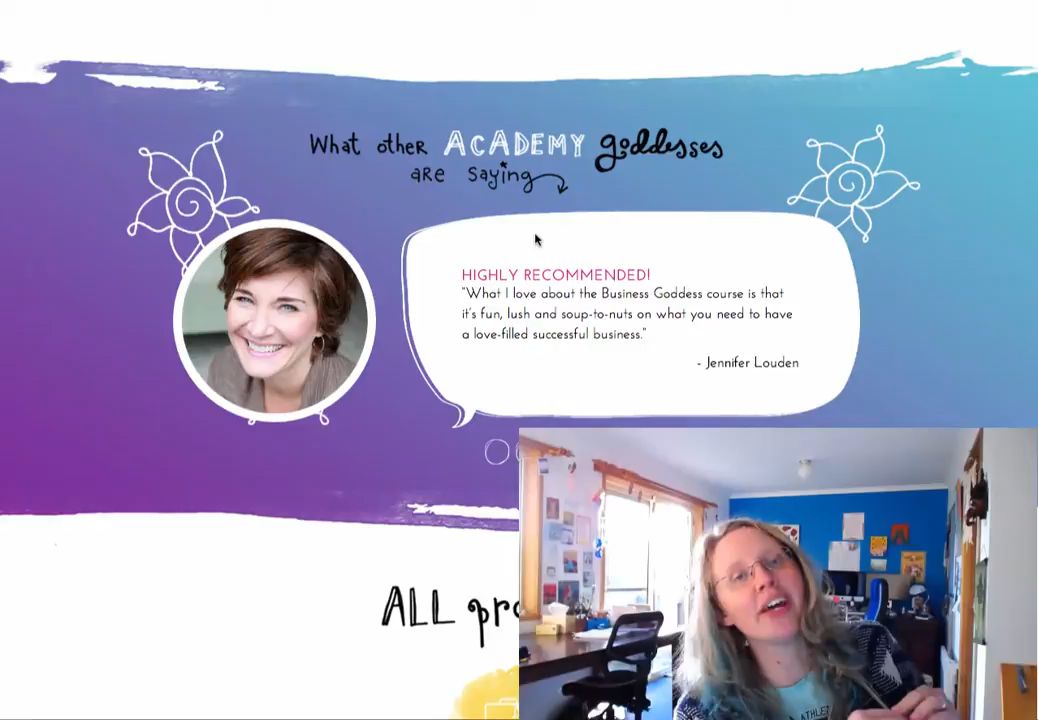 What other ACADEMY goddesses
are saying
HIGHLY RECOMMENDED!
"What I love about the Business Goddess course is that
it's fun, lush and soup-to-nuts on what you need to have
a love-filled successful business."
- Jennifer Louden
ALL